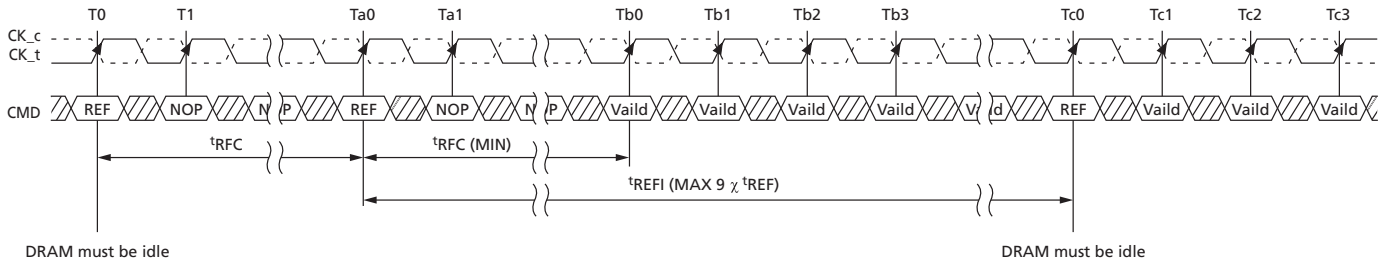 T0 T1 Ta0 Ta1 Tb0 Tb1 Tb2 Tb3 Tc0 Tc1 Tc2 Tc3
CK_c
CK_t
CMD REF NOP N P REF NOP N P Vaild Vaild Vaild Vaild Va d REF Vaild Vaild Vaild
tRFC tRFC (MIN)
tREFI (MAX 9 χ tREF)
DRAM must be idle DRAM must be idle